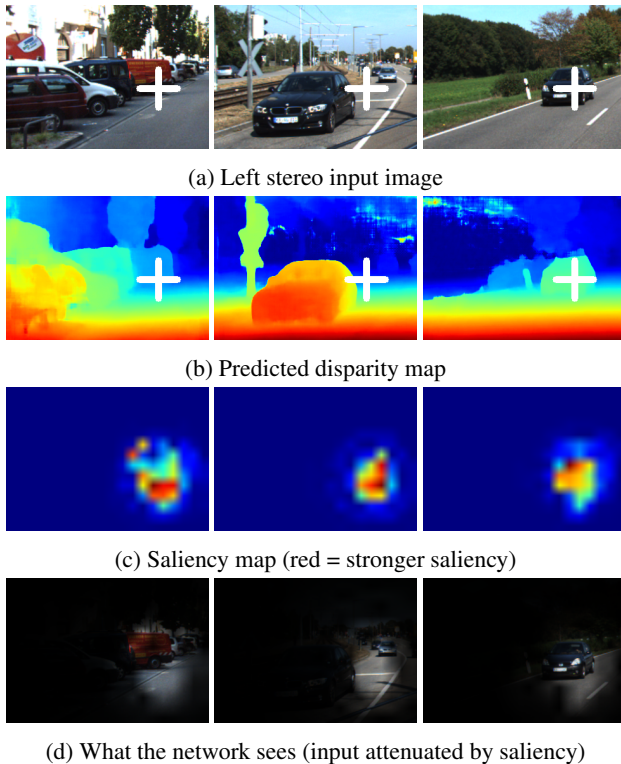 (a) Left stereo input image
(b) Predicted disparity map
(c) Saliency map (red = stronger saliency)
(d) What the network sees (input attenuated by saliency)